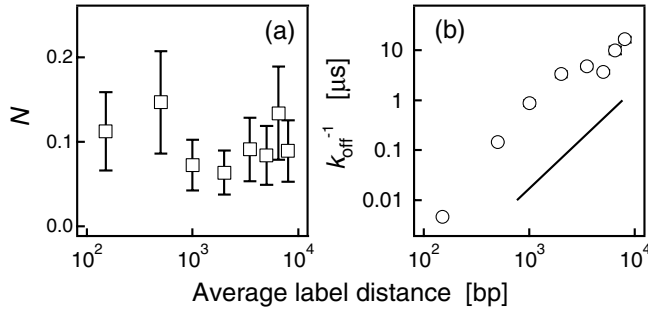 (a)
N
0.2
0.1
0.0
10² 10³ 10⁴
(b)
k_off⁻¹ [µs]
10
1
0.1
0.01
10² 10³ 10⁴
Average label distance [bp]